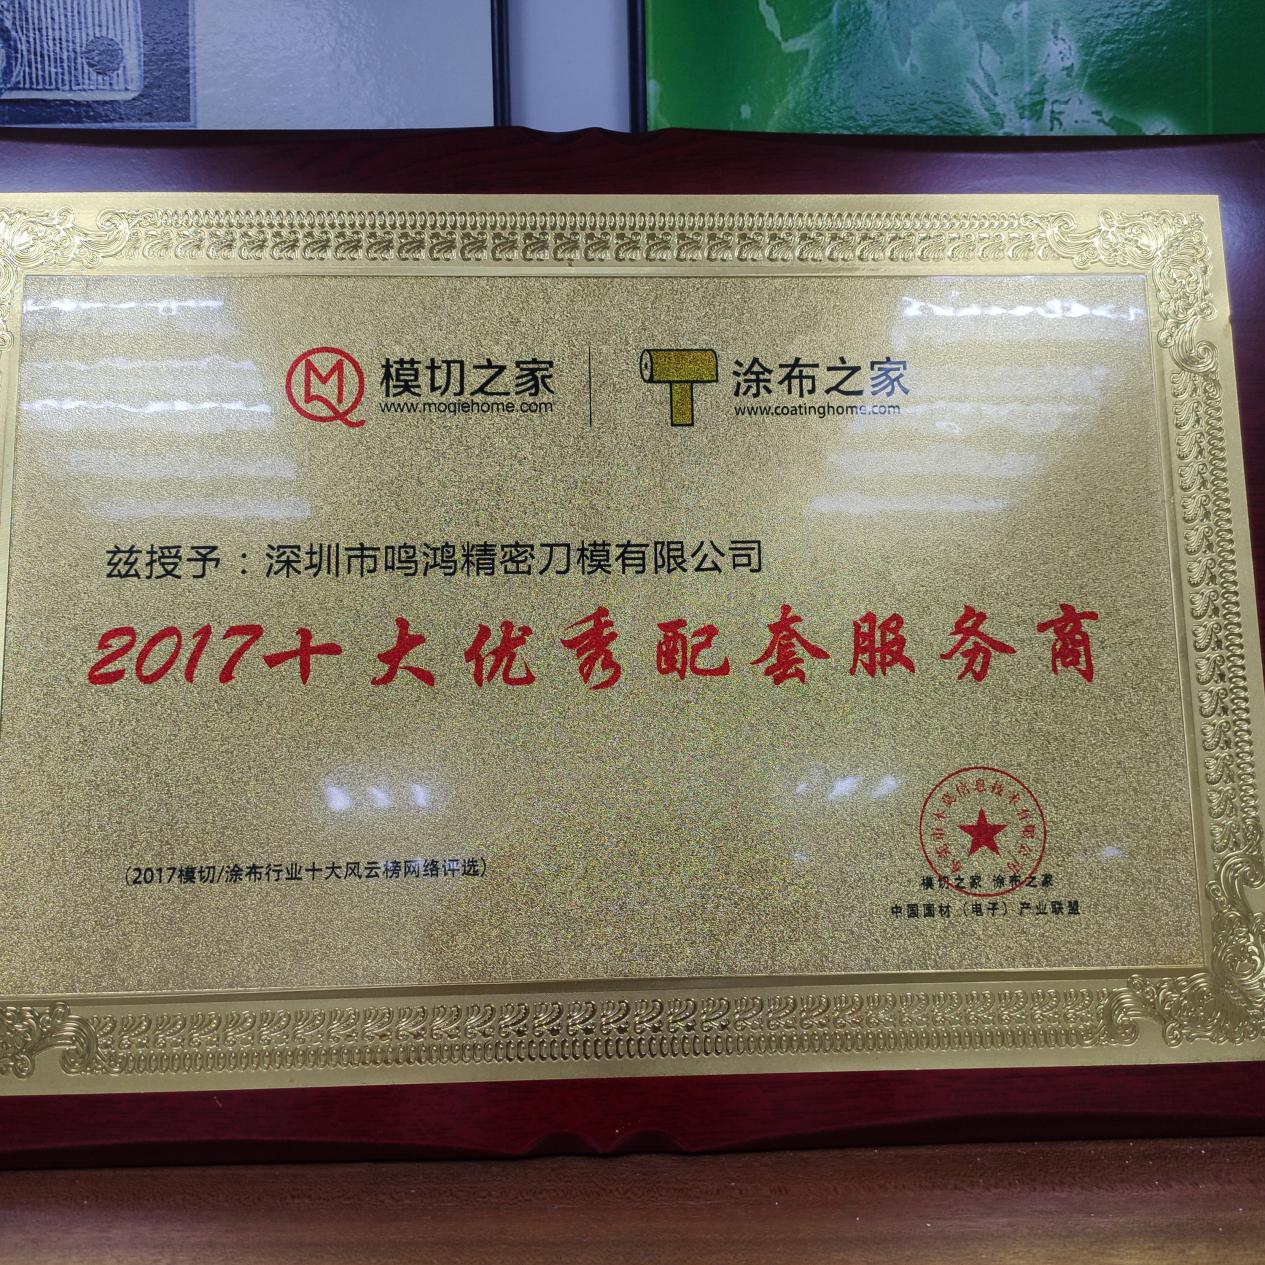 模切之家
www.moqiehome.com
涂布之家
www.coatinghome.com
兹授予：深圳市鸣鸿精密刀模有限公司
2017十大优秀配套服务商
（2017模切/涂布行业十大风云榜网络评选）
模切之家 涂布之家
中国面材（电子）产业联盟